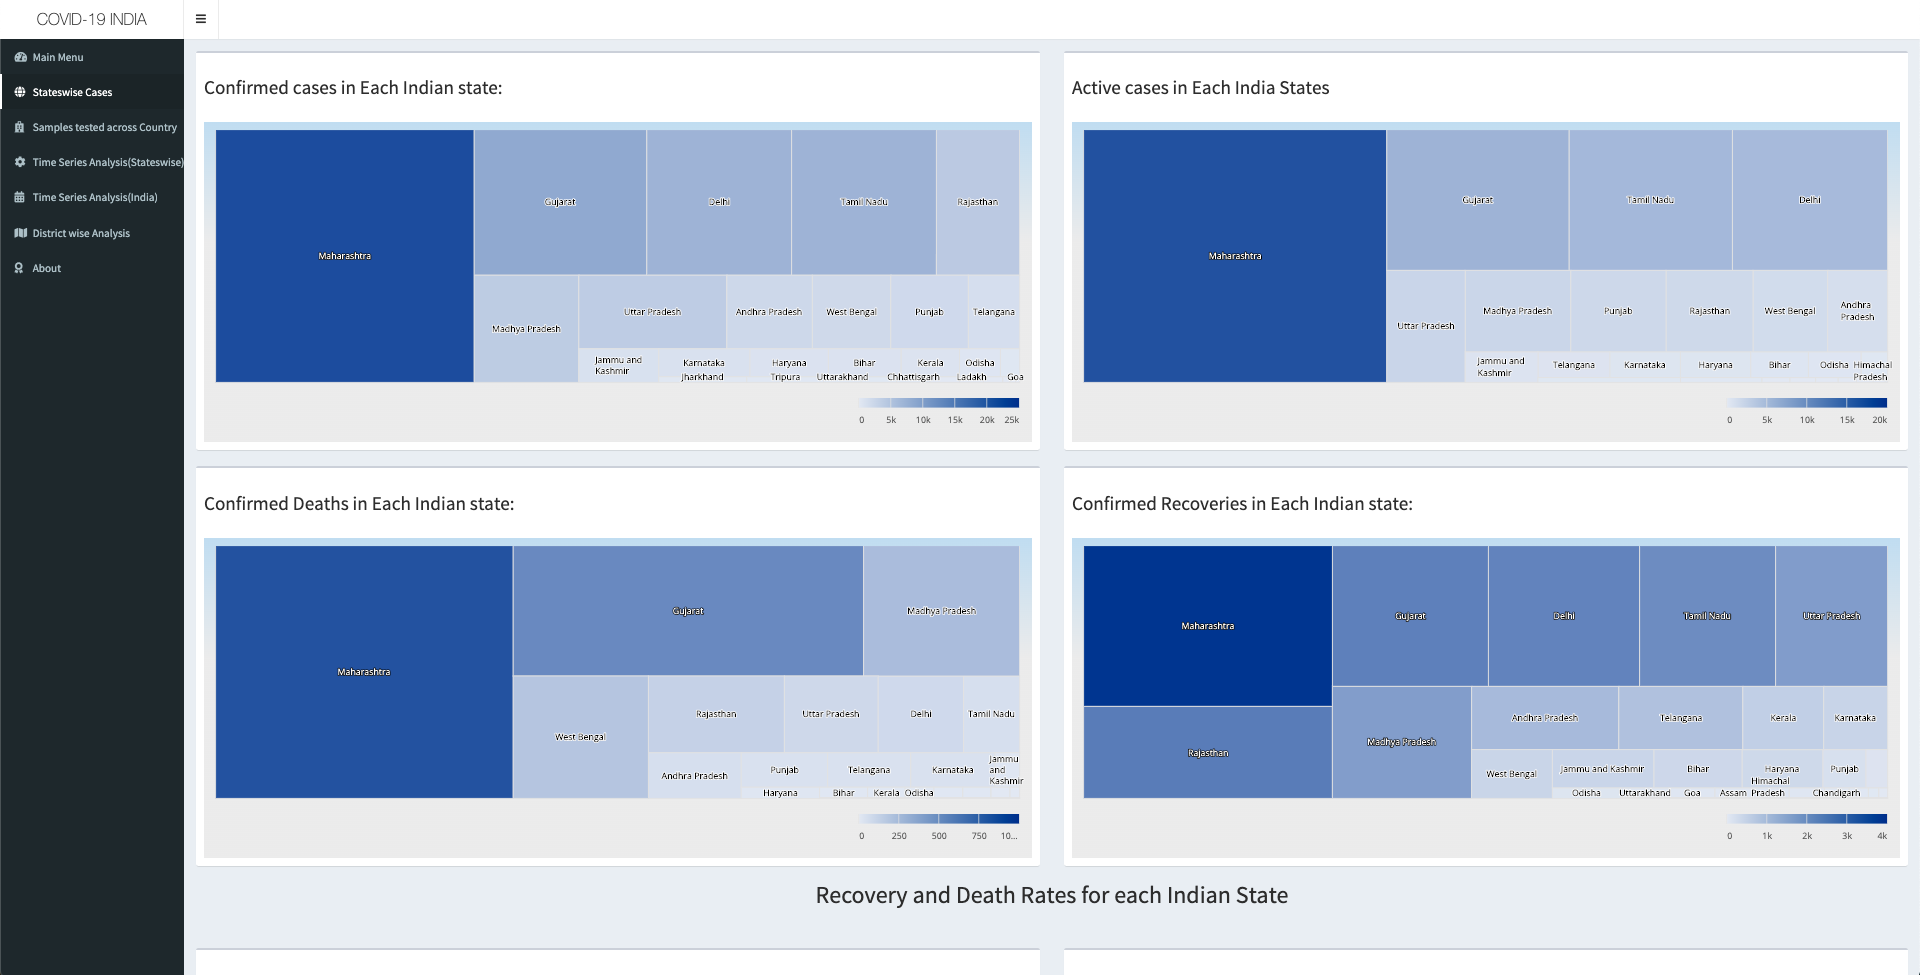 COVID-19 INDIA
Main Menu
Stateswise Cases
Samples tested across Country
Time Series Analysis(Stateswise)
Time Series Analysis(India)
District wise Analysis
About
Confirmed cases in Each Indian state:
Maharashtra
Gujarat
Delhi
Tamil Nadu
Rajasthan
Madhya Pradesh
Uttar Pradesh
Andhra Pradesh
West Bengal
Punjab
Telangana
Jammu and
Kashmir
Karnataka
Haryana
Bihar
Kerala
Odisha
Jharkhand
Tripura
Uttarakhand
Chhattisgarh
Ladakh
Goa
0 5k 10k 15k 20k 25k
Active cases in Each India States
Maharashtra
Gujarat
Tamil Nadu
Delhi
Uttar Pradesh
Madhya Pradesh
Punjab
Rajasthan
West Bengal
Andhra
Pradesh
Jammu and
Kashmir
Telangana
Karnataka
Haryana
Bihar
Odisha
Himachal
Pradesh
0 5k 10k 15k 20k
Confirmed Deaths in Each Indian state:
Maharashtra
Gujarat
Madhya Pradesh
West Bengal
Rajasthan
Uttar Pradesh
Delhi
Tamil Nadu
Andhra Pradesh
Punjab
Telangana
Karnataka
Jammu
and
Kashmir
Haryana
Bihar
Kerala
Odisha
0 250 500 750 10...
Confirmed Recoveries in Each Indian state:
Maharashtra
Rajasthan
Gujarat
Delhi
Tamil Nadu
Uttar Pradesh
Madhya Pradesh
Andhra Pradesh
Telangana
Kerala
Karnataka
West Bengal
Jammu and Kashmir
Bihar
Haryana
Punjab
Odisha
Uttarakhand
Goa
Assam
Himachal
Pradesh
Chandigarh
0 1k 2k 3k 4k
Recovery and Death Rates for each Indian State